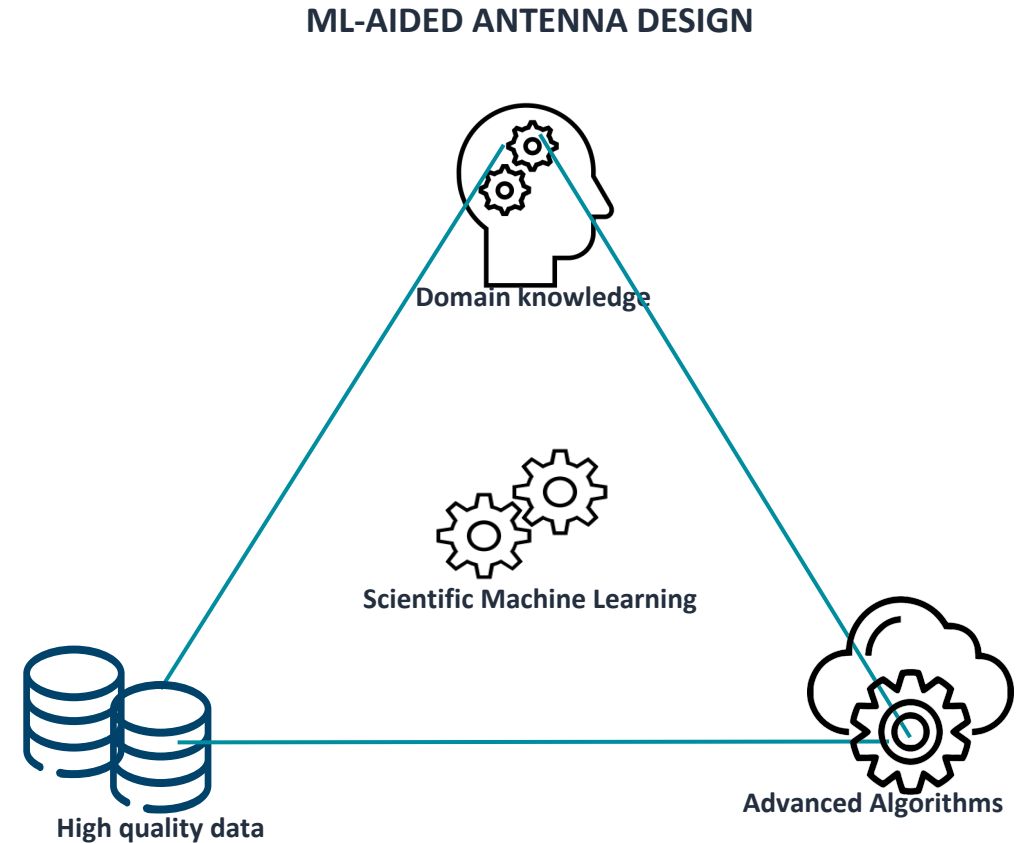 ML-AIDED ANTENNA DESIGN
Domain knowledge
Scientific Machine Learning
Advanced Algorithms
High quality data